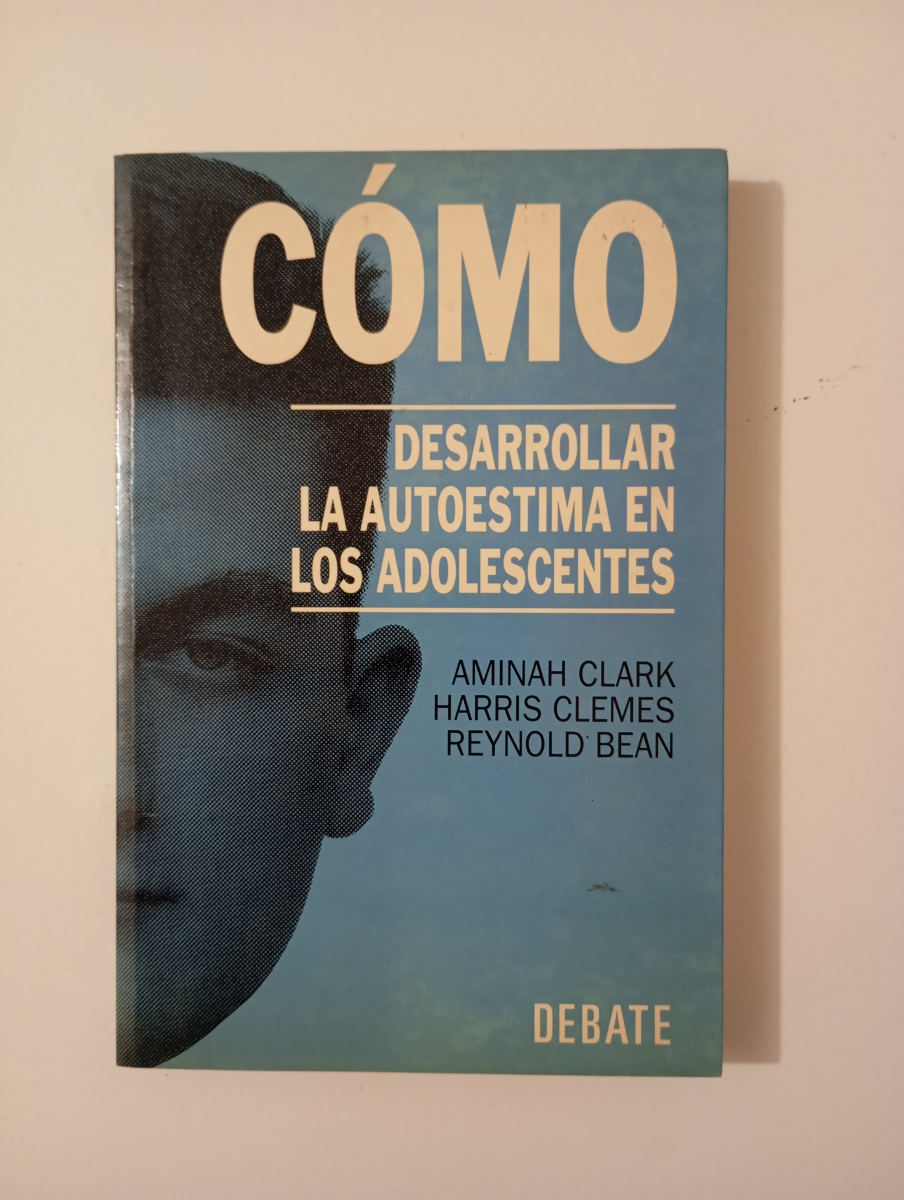 CÓMO
DESARROLLAR
LA AUTOESTIMA EN
LOS ADOLESCENTES
AMINAH CLARK
HARRIS CLEMES
REYNOLD BEAN
DEBATE